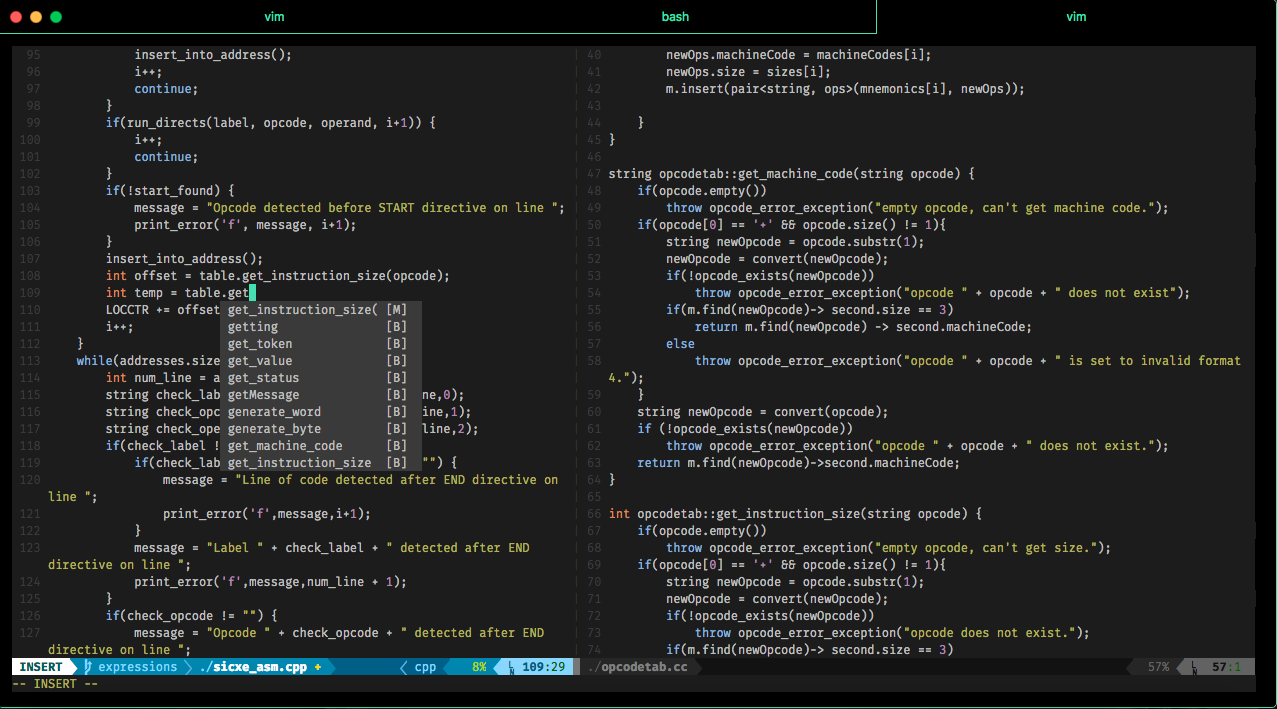 vim
bash
vim
95 insert_into_address();
96 i++;
97 continue;
98 }
99 if(run_directs(label, opcode, operand, i+1)) {
100 i++;
101 continue;
102 }
103 if(!start_found) {
104 message = "Opcode detected before START directive on line ";
105 print_error('f', message, i+1);
106 }
107 insert_into_address();
108 int offset = table.get_instruction_size(opcode);
109 int temp = table.get
110 LOCCTR += offset
111 i++;
112 }
113 while(addresses.size
114 int num_line = a
115 string check_lab ne,0);
116 string check_opc ine,1);
117 string check_ope line,2);
118 if(check_label !
119 if(check_lab "") {
120 message = "Line of code detected after END directive on
line ";
121 print_error('f',message,i+1);
122 }
123 message = "Label " + check_label + " detected after END
directive on line ";
124 print_error('f',message,num_line + 1);
125 }
126 if(check_opcode != "") {
127 message = "Opcode " + check_opcode + " detected after END
directive on line ";
get_instruction_size( [M]
getting [B]
get_token [B]
get_value [B]
get_status [B]
getMessage [B]
generate_word [B]
generate_byte [B]
get_machine_code [B]
get_instruction_size [B]
INSERT expressions ./sicxe_asm.cpp + cpp 8% 109:29
-- INSERT --
40 newOps.machineCode = machineCodes[i];
41 newOps.size = sizes[i];
42 m.insert(pair<string, ops>(mnemonics[i], newOps));
43
44 }
45 }
46
47 string opcodetab::get_machine_code(string opcode) {
48 if(opcode.empty())
49 throw opcode_error_exception("empty opcode, can't get machine code.");
50 if(opcode[0] == '+' && opcode.size() != 1){
51 string newOpcode = opcode.substr(1);
52 newOpcode = convert(newOpcode);
53 if(!opcode_exists(newOpcode))
54 throw opcode_error_exception("opcode " + opcode + " does not exist");
55 if(m.find(newOpcode)-> second.size == 3)
56 return m.find(newOpcode) -> second.machineCode;
57 else
58 throw opcode_error_exception("opcode " + opcode + " is set to invalid format
4.");
59 }
60 string newOpcode = convert(opcode);
61 if (!opcode_exists(newOpcode))
62 throw opcode_error_exception("opcode " + opcode + " does not exist.");
63 return m.find(newOpcode)->second.machineCode;
64 }
65
66 int opcodetab::get_instruction_size(string opcode) {
67 if(opcode.empty())
68 throw opcode_error_exception("empty opcode, can't get size.");
69 if(opcode[0] == '+' && opcode.size() != 1){
70 string newOpcode = opcode.substr(1);
71 newOpcode = convert(newOpcode);
72 if(!opcode_exists(newOpcode))
73 throw opcode_error_exception("opcode does not exist.");
74 if(m.find(newOpcode)-> second.size == 3)
./opcodetab.cc 57% 57:1